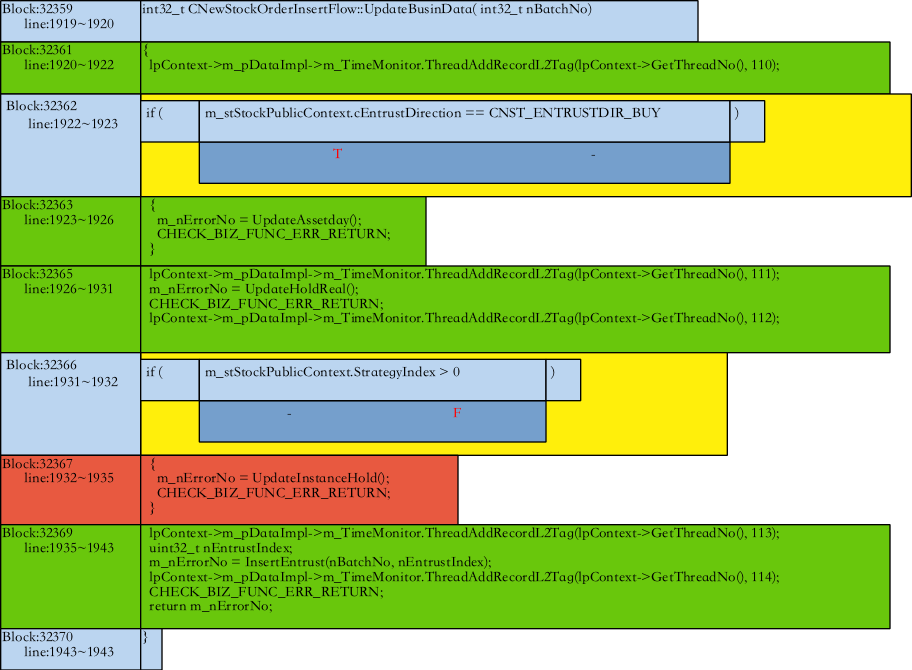 Block:32359
line:1919~1920
int32_t CNewStockOrderInsertFlow::UpdateBusinData( int32_t nBatchNo)
Block:32361
line:1920~1922
{
lpContext->m_pDataImpl->m_TimeMonitor.ThreadAddRecordL2Tag(lpContext->GetThreadNo(), 110);
Block:32362
line:1922~1923
if ( m_stStockPublicContext.cEntrustDirection == CNST_ENTRUSTDIR_BUY )
T -
Block:32363
line:1923~1926
{
m_nErrorNo = UpdateAssetday();
CHECK_BIZ_FUNC_ERR_RETURN;
}
Block:32365
line:1926~1931
lpContext->m_pDataImpl->m_TimeMonitor.ThreadAddRecordL2Tag(lpContext->GetThreadNo(), 111);
m_nErrorNo = UpdateHoldReal();
CHECK_BIZ_FUNC_ERR_RETURN;
lpContext->m_pDataImpl->m_TimeMonitor.ThreadAddRecordL2Tag(lpContext->GetThreadNo(), 112);
Block:32366
line:1931~1932
if ( m_stStockPublicContext.StrategyIndex > 0 )
- F
Block:32367
line:1932~1935
{
m_nErrorNo = UpdateInstanceHold();
CHECK_BIZ_FUNC_ERR_RETURN;
}
Block:32369
line:1935~1943
lpContext->m_pDataImpl->m_TimeMonitor.ThreadAddRecordL2Tag(lpContext->GetThreadNo(), 113);
uint32_t nEntrustIndex;
m_nErrorNo = InsertEntrust(nBatchNo, nEntrustIndex);
lpContext->m_pDataImpl->m_TimeMonitor.ThreadAddRecordL2Tag(lpContext->GetThreadNo(), 114);
CHECK_BIZ_FUNC_ERR_RETURN;
return m_nErrorNo;
Block:32370
line:1943~1943
}